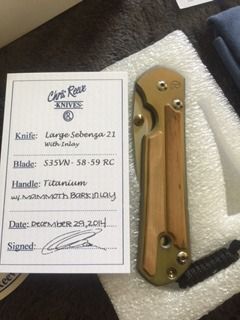 Chris Reeve
KNIVES
CR
Knife: Large Sebenza 21
With Inlay
Blade: S35VN - 58-59 RC
Handle: Titanium
w/ MAMMOTH BARK INLAY
Date: DECEMBER 29, 2014
Signed: